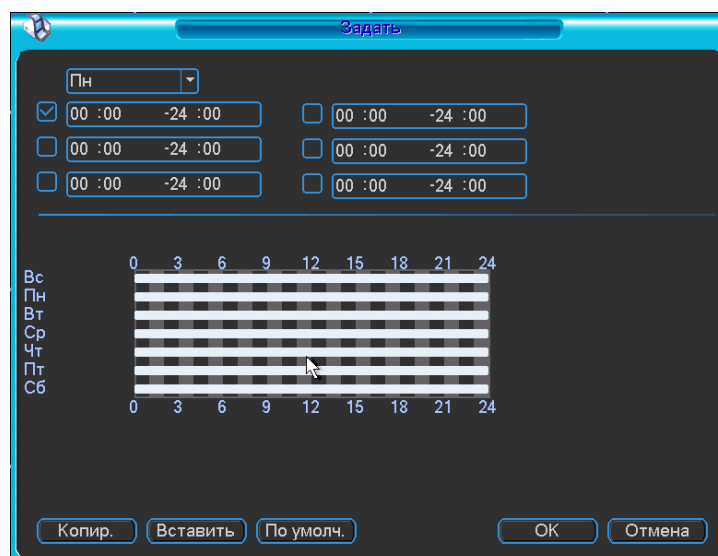 Задать
Пн
00 :00 -24 :00 00 :00 -24 :00
00 :00 -24 :00 00 :00 -24 :00
00 :00 -24 :00 00 :00 -24 :00
0 3 6 9 12 15 18 21 24
Вс
Пн
Вт
Ср
Чт
Пт
Сб
0 3 6 9 12 15 18 21 24
Копир. Вставить По умолч. OK Отмена